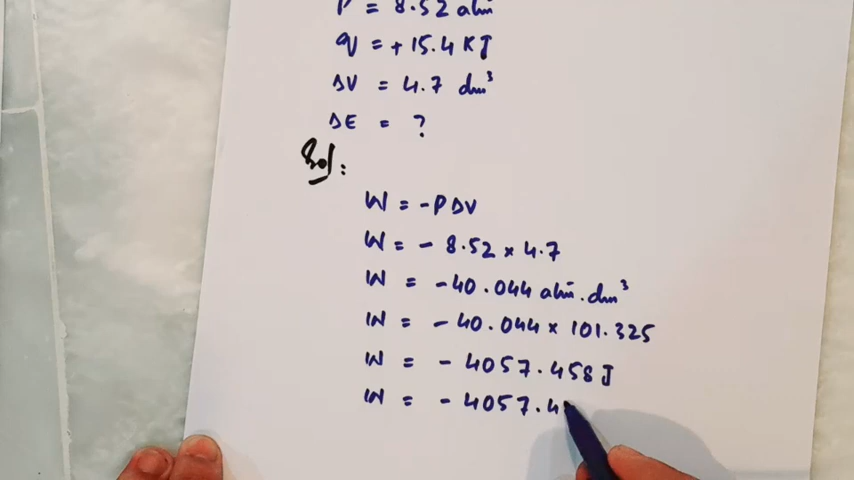 P = 8.52 atm
q = +15.4 KJ
ΔV = 4.7 dm³
ΔE = ?
Sol:
W = -PΔV
W = - 8.52 × 4.7
W = -40.044 atm.dm³
W = -40.044 × 101.325
W = - 4057.458 J
W = - 4057.4